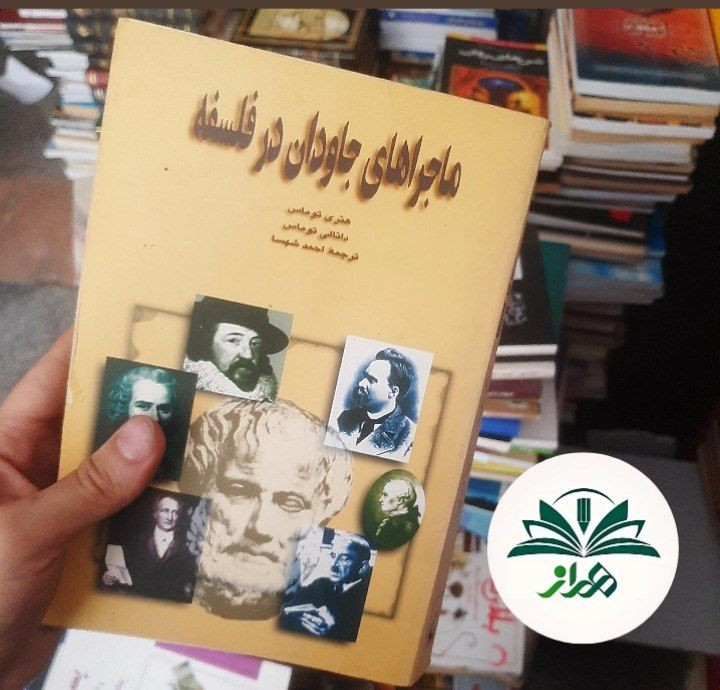 ماجراهای جاودان در فلسفه
هنری توماس
دانالی توماس
ترجمهٔ احمد شهسا
همراز